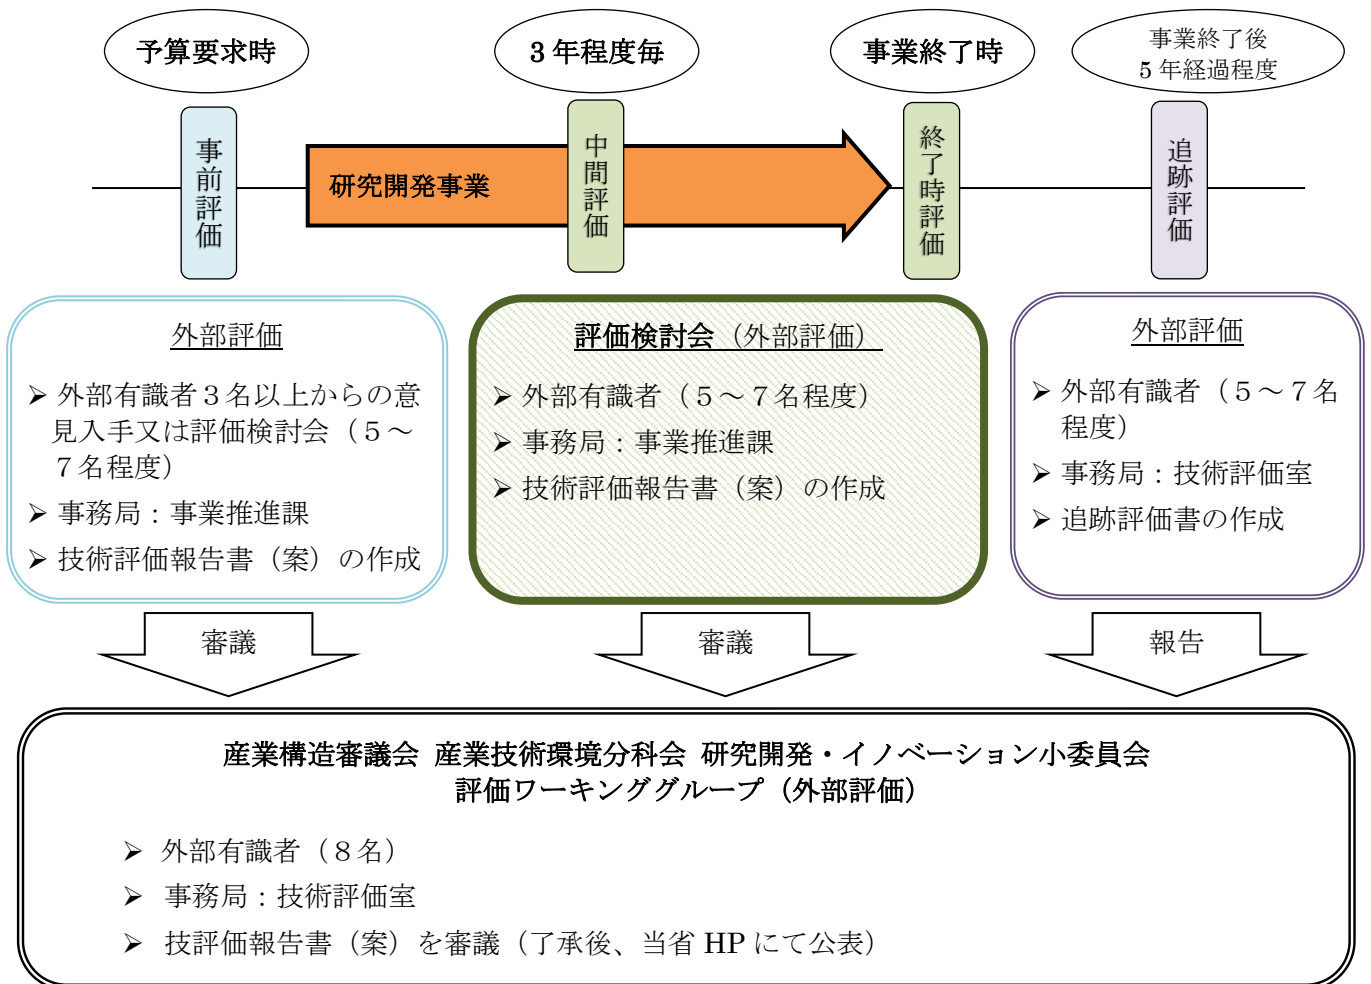 予算要求時
3年程度毎
事業終了時
事業終了後
5年経過程度
事前評価
研究開発事業
中間評価
終了時評価
追跡評価
外部評価
➢ 外部有識者３名以上からの意
見入手又は評価検討会（５～
７名程度）
➢ 事務局：事業推進課
➢ 技術評価報告書（案）の作成
評価検討会（外部評価）
➢ 外部有識者（５～７名程度）
➢ 事務局：事業推進課
➢ 技術評価報告書（案）の作成
外部評価
➢ 外部有識者（５～７名
程度）
➢ 事務局：技術評価室
➢ 追跡評価書の作成
審議
審議
報告
産業構造審議会 産業技術環境分科会 研究開発・イノベーション小委員会
評価ワーキンググループ（外部評価）
➢ 外部有識者（８名）
➢ 事務局：技術評価室
➢ 技評価報告書（案）を審議（了承後、当省 HP にて公表）